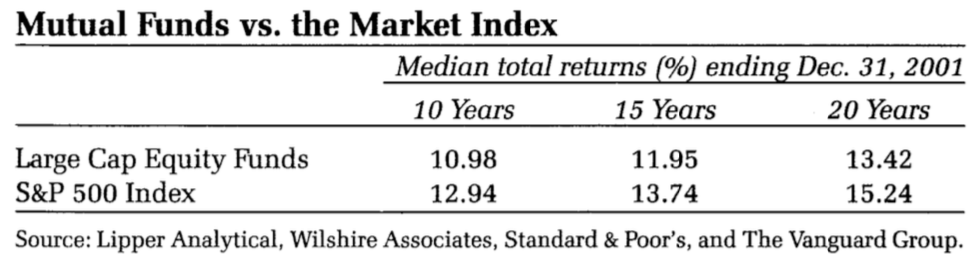 Mutual Funds vs. the Market Index
Median total returns (%) ending Dec. 31, 2001
10 Years 15 Years 20 Years
Large Cap Equity Funds 10.98 11.95 13.42
S&P 500 Index 12.94 13.74 15.24
Source: Lipper Analytical, Wilshire Associates, Standard & Poor's, and The Vanguard Group.